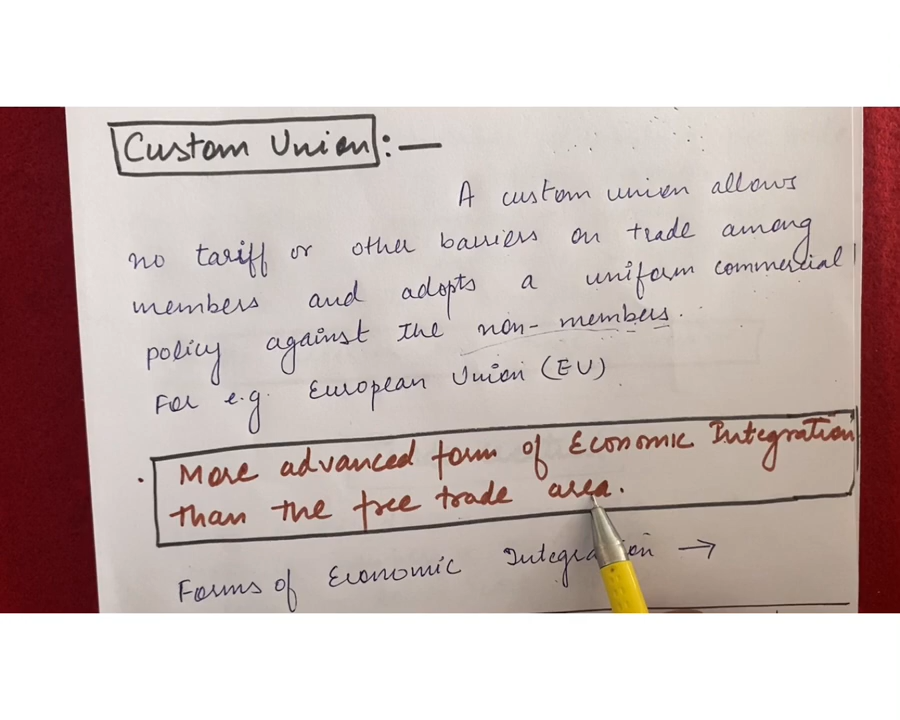 Custom Union :—
A custom union allows
no tariff or other barriers on trade among
members and adopts a uniform commercial
policy against the non-members.
For e.g. European Union (EU)
. More advanced form of Economic Integration
than the free trade area.
Forms of Economic Integration →